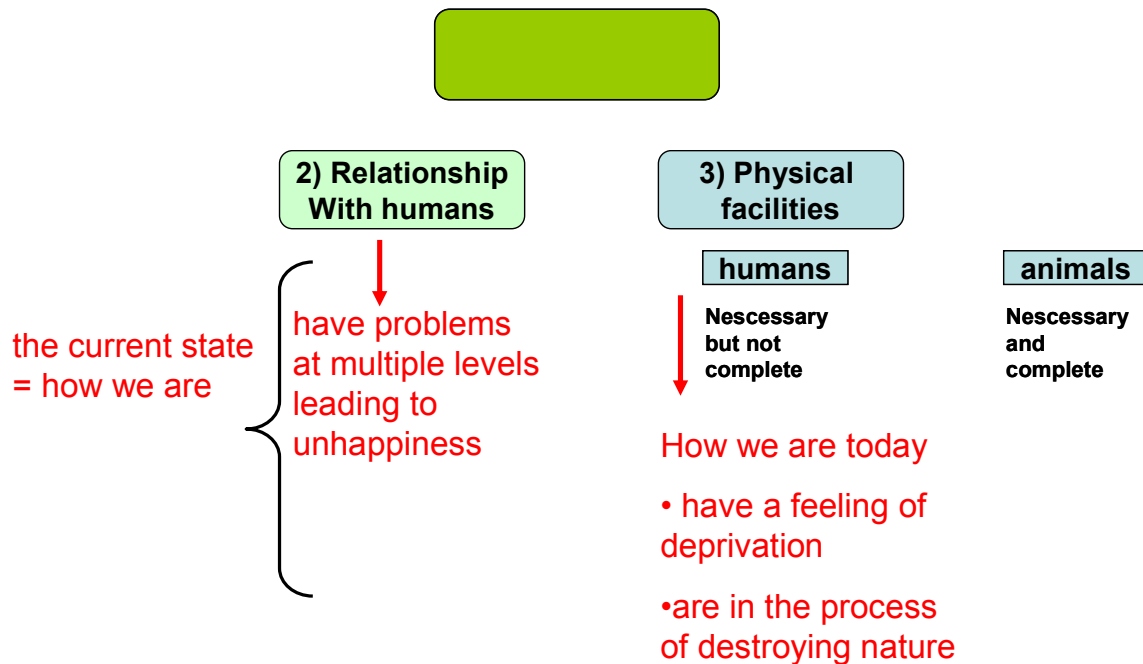 2) Relationship
With humans
3) Physical
facilities
humans
animals
Nescessary
but not
complete
Nescessary
and
complete
the current state
= how we are
have problems
at multiple levels
leading to
unhappiness
How we are today
• have a feeling of
deprivation
•are in the process
of destroying nature